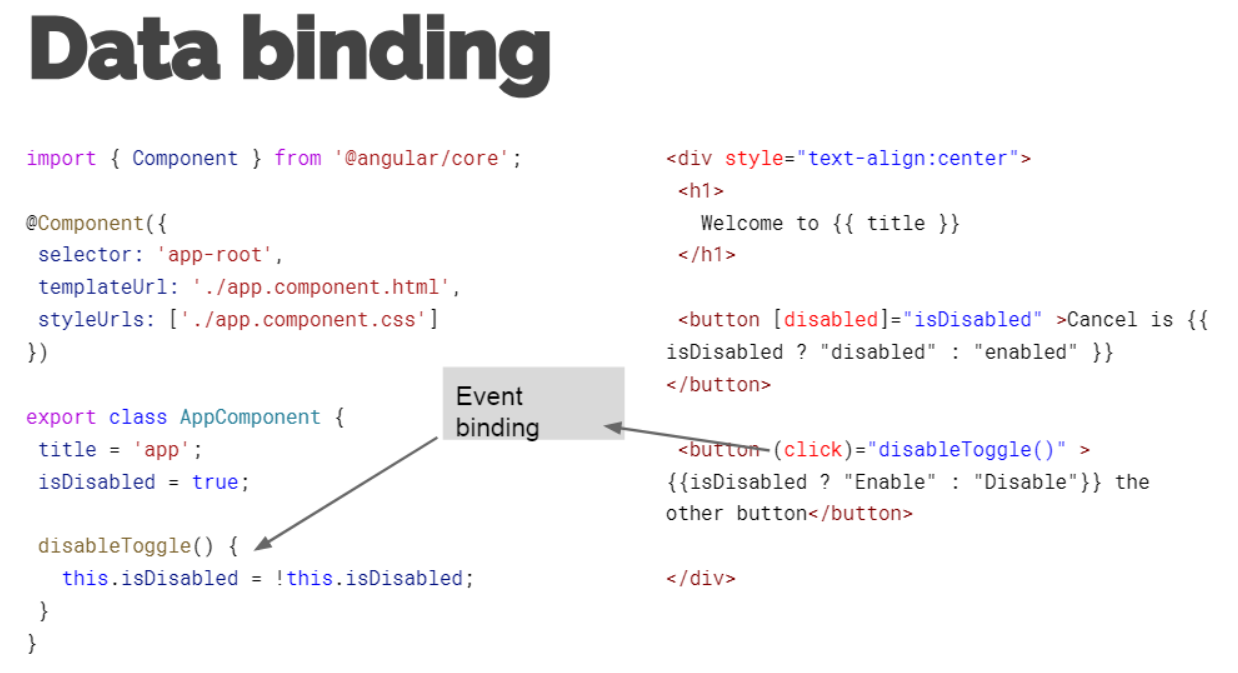 Data binding
import { Component } from '@angular/core';
@Component({
selector: 'app-root',
templateUrl: './app.component.html',
styleUrls: ['./app.component.css']
})
export class AppComponent {
title = 'app';
isDisabled = true;
disableToggle() {
this.isDisabled = !this.isDisabled;
}
}
Event
binding
<div style="text-align:center">
<h1>
Welcome to {{ title }}
</h1>
<button [disabled]="isDisabled" >Cancel is {{
isDisabled ? "disabled" : "enabled" }}
</button>
<button (click)="disableToggle()" >
{{isDisabled ? "Enable" : "Disable"}} the
other button</button>
</div>